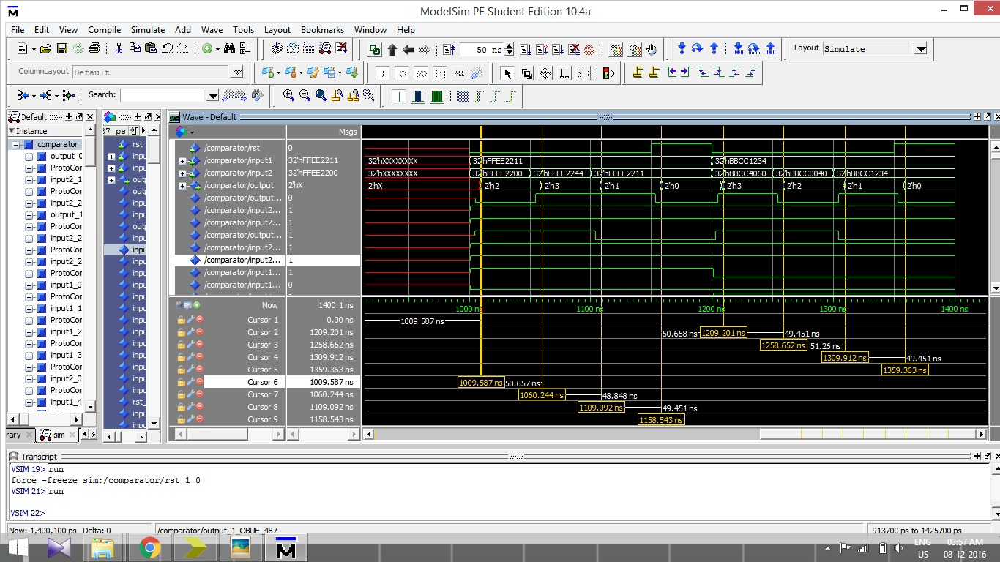 ModelSim PE Student Edition 10.4a
File Edit View Compile Simulate Add Wave Tools Layout Bookmarks Window Help
50 ns
Layout Simulate
ColumnLayout Default
ALL
Search:
Default
Instance
comparator
output_0
ProtoCor
input2_1
ProtoCor
input2_2
output_1
ProtoCor
input2_2
ProtoCor
input2_2
ProtoCor
input1_0
ProtoCor
input1_1
ProtoCor
input1_2
ProtoCor
input1_3
ProtoCor
input2_0
ProtoCor
input1_4
rary
sim
37 ps
rst
inpu
inpu
outp
outp
inpu
inpu
outp
inpu
inpu
inpu
inpu
inpu
inpu
inpu
inpu
inpu
inpu
inpu
inpu
inpu
inpu
rst_
inpu
inpu
Wave - Default
Msgs
/comparator/rst 0
/comparator/input1 32'hFFEE2211 32'hXXXXXXXX 32'hFFEE2211 32'hBBCC1234
/comparator/input2 32'hFFEE2200 32'hXXXXXXXX 32'hFFEE2200 32'hFFEE2244 32'hFFEE2211 32'hBBCC4060 32'hBBCC0040 32'hBBCC1234
/comparator/output 2'hX 2'hX 2'h2 2'h3 2'h1 2'h0 2'h3 2'h2 2'h1 2'h0
/comparator/output... 0
/comparator/input2... 1
/comparator/input2... 1
/comparator/output... 1
/comparator/input2... 1
/comparator/input2... 1
/comparator/input1... 1
/comparator/input1... 0
Now 1400.1 ns 1000 ns 1100 ns 1200 ns 1300 ns 1400 ns
Cursor 1 0.00 ns 1009.587 ns
Cursor 2 1209.201 ns 50.658 ns 1209.201 ns 49.451 ns
Cursor 3 1258.652 ns 1258.652 ns 51.26 ns
Cursor 4 1309.912 ns 1309.912 ns 49.451 ns
Cursor 5 1359.363 ns 1359.363 ns
Cursor 6 1009.587 ns 1009.587 ns 50.657 ns
Cursor 7 1060.244 ns 1060.244 ns 48.848 ns
Cursor 8 1109.092 ns 1109.092 ns 49.451 ns
Cursor 9 1158.543 ns 1158.543 ns
Transcript
VSIM 19> run
force -freeze sim:/comparator/rst 1 0
VSIM 21> run
VSIM 22>
Now: 1,400,100 ps Delta: 0 /comparator/output_1_OBUF_487 913700 ps to 1425700 ps
ENG 03:57 AM
US 08-12-2016